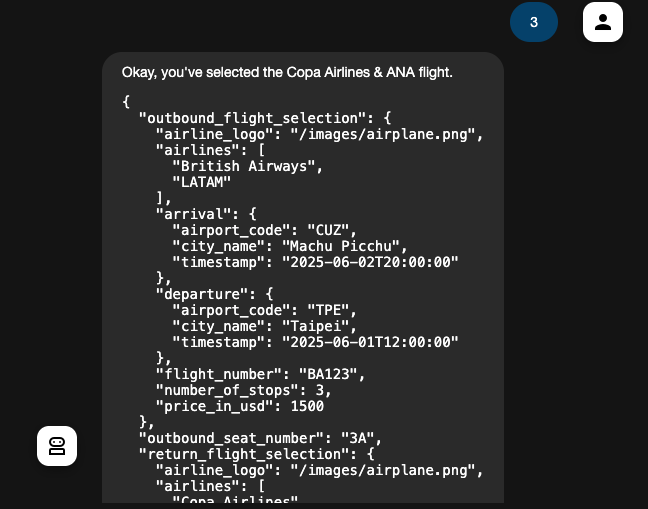 3
Okay, you've selected the Copa Airlines & ANA flight.
{
  "outbound_flight_selection": {
    "airline_logo": "/images/airplane.png",
    "airlines": [
      "British Airways",
      "LATAM"
    ],
    "arrival": {
      "airport_code": "CUZ",
      "city_name": "Machu Picchu",
      "timestamp": "2025-06-02T20:00:00"
    },
    "departure": {
      "airport_code": "TPE",
      "city_name": "Taipei",
      "timestamp": "2025-06-01T12:00:00"
    },
    "flight_number": "BA123",
    "number_of_stops": 3,
    "price_in_usd": 1500
  },
  "outbound_seat_number": "3A",
  "return_flight_selection": {
    "airline_logo": "/images/airplane.png",
    "airlines": [
      "Copa Airlines"